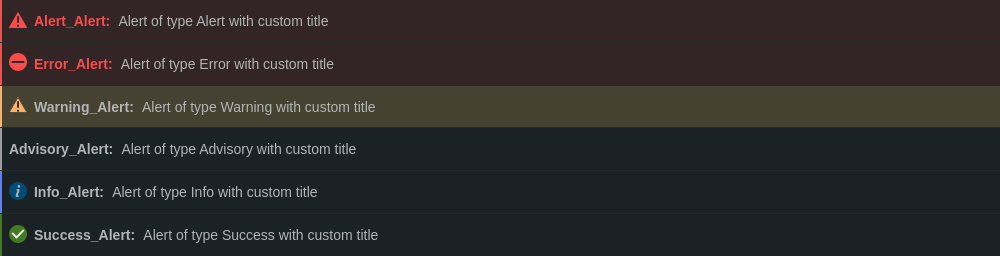 Alert_Alert: Alert of type Alert with custom title
Error_Alert: Alert of type Error with custom title
Warning_Alert: Alert of type Warning with custom title
Advisory_Alert: Alert of type Advisory with custom title
Info_Alert: Alert of type Info with custom title
Success_Alert: Alert of type Success with custom title